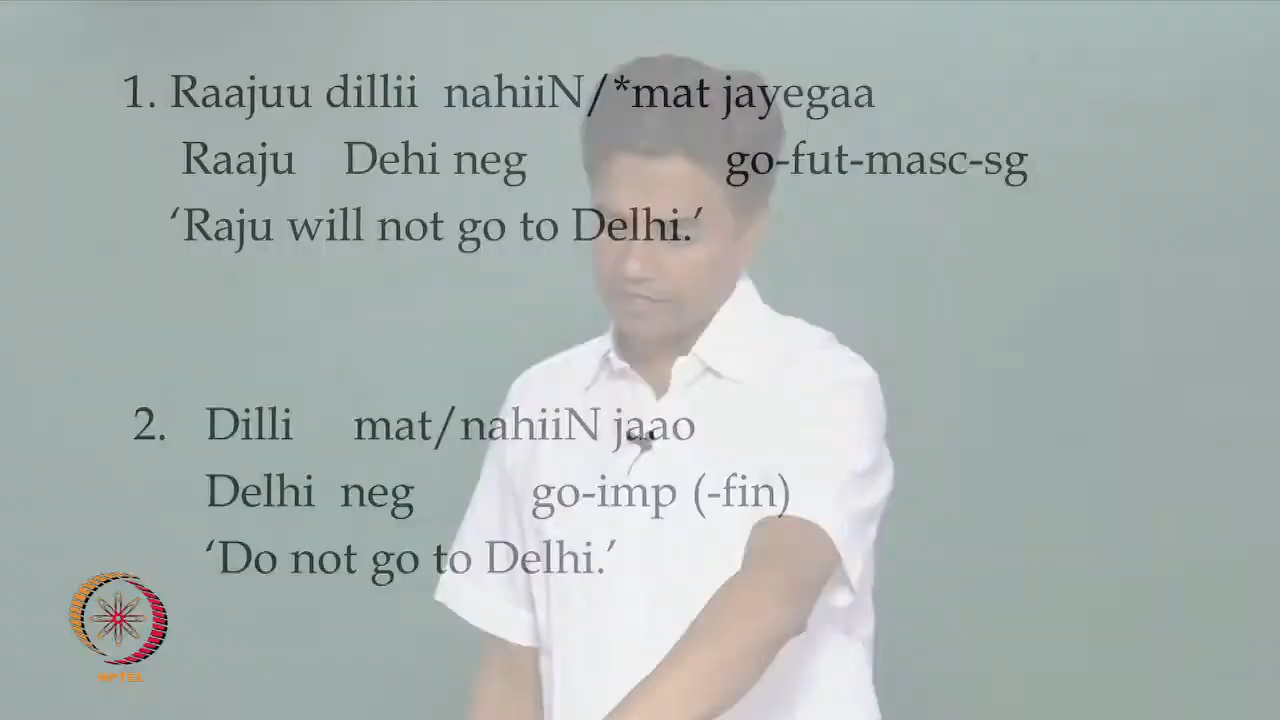 1. Raajuu dillii nahiiN/*mat jayegaa
Raaju Dehi neg go-fut-masc-sg
‘Raju will not go to Delhi.’
2. Dilli mat/nahiiN jaao
Delhi neg go-imp (-fin)
‘Do not go to Delhi.’
NPTEL